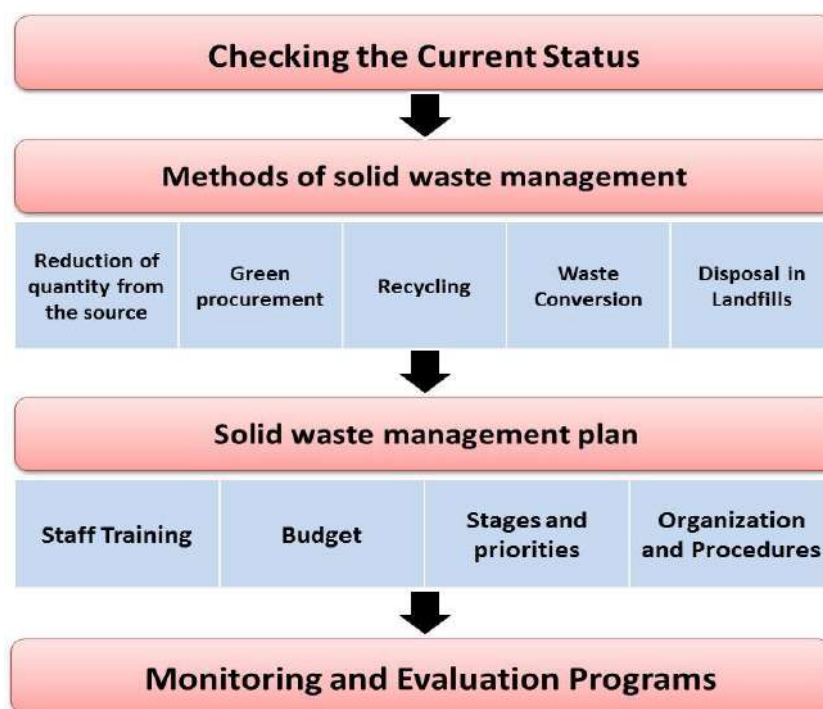 Checking the Current Status
Methods of solid waste management
Reduction of
quantity from
the source
Green
procurement
Recycling
Waste
Conversion
Disposal in
Landfills
Solid waste management plan
Staff Training
Budget
Stages and
priorities
Organization
and Procedures
Monitoring and Evaluation Programs